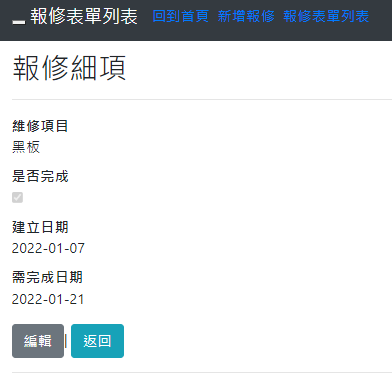 報修表單列表 回到首頁 新增報修 報修表單列表
報修細項
維修項目
黑板
是否完成
建立日期
2022-01-07
需完成日期
2022-01-21
編輯 | 返回